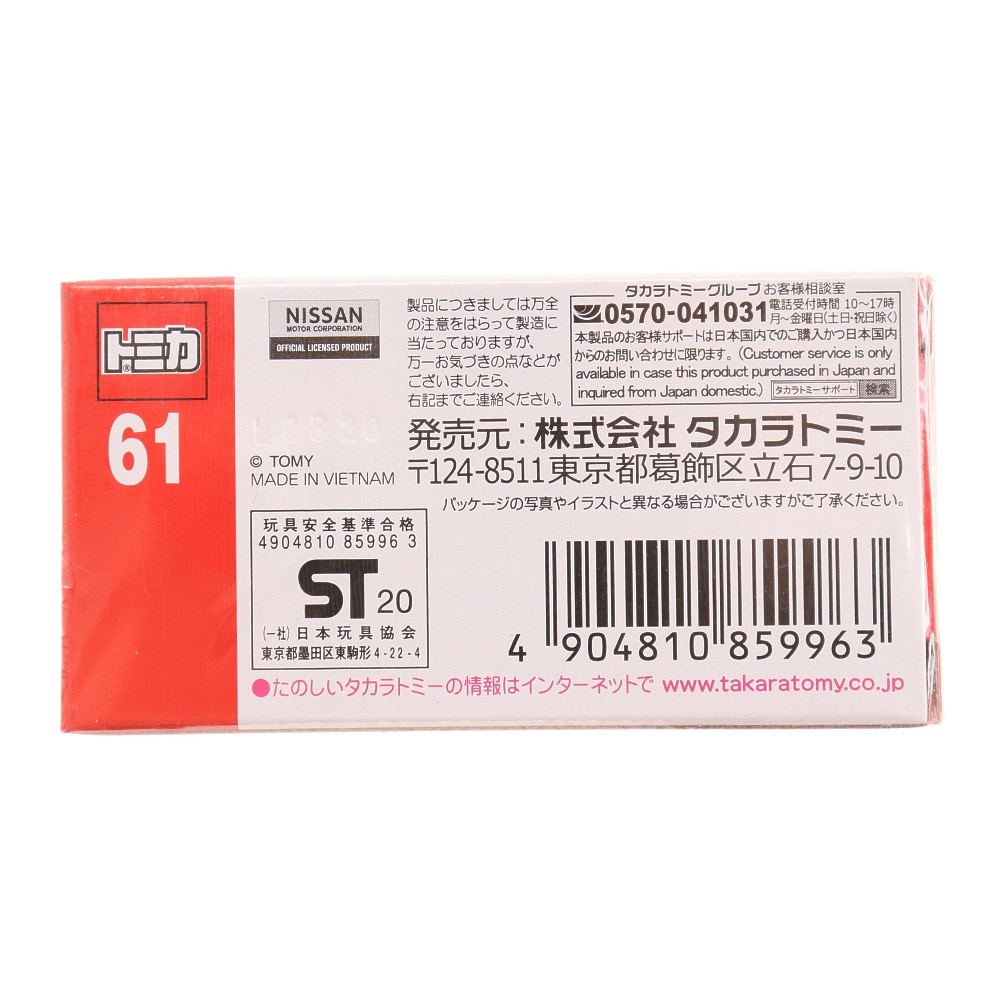 トミカ
®
61
NISSAN
MOTOR CORPORATION
OFFICIAL LICENSED PRODUCT
© TOMY
MADE IN VIETNAM
製品につきましては万全
の注意をはらって製造に
当たっておりますが、
万一お気づきの点などが
ございましたら、
右記までご連絡ください。
タカラトミーグループ お客様相談室
0570-041031 電話受付時間 10～17時
月～金曜日(土日・祝日除く)
本製品のお客様サポートは日本国内でのご購入かつ日本国内
からのお問い合わせに限ります。(Customer service is only
available in case this product purchased in Japan and
inquired from Japan domestic.) タカラトミーサポート 検索
発売元：株式会社 タカラトミー
〒124-8511東京都葛飾区立石7-9-10
パッケージの写真やイラストと異なる場合がございますがご了承ください。
玩具安全基準合格
4904810 85996 3
ST 20
(一社)日本玩具協会
東京都墨田区東駒形4-22-4
4 904810 859963
●たのしいタカラトミーの情報はインターネットで www.takaratomy.co.jp